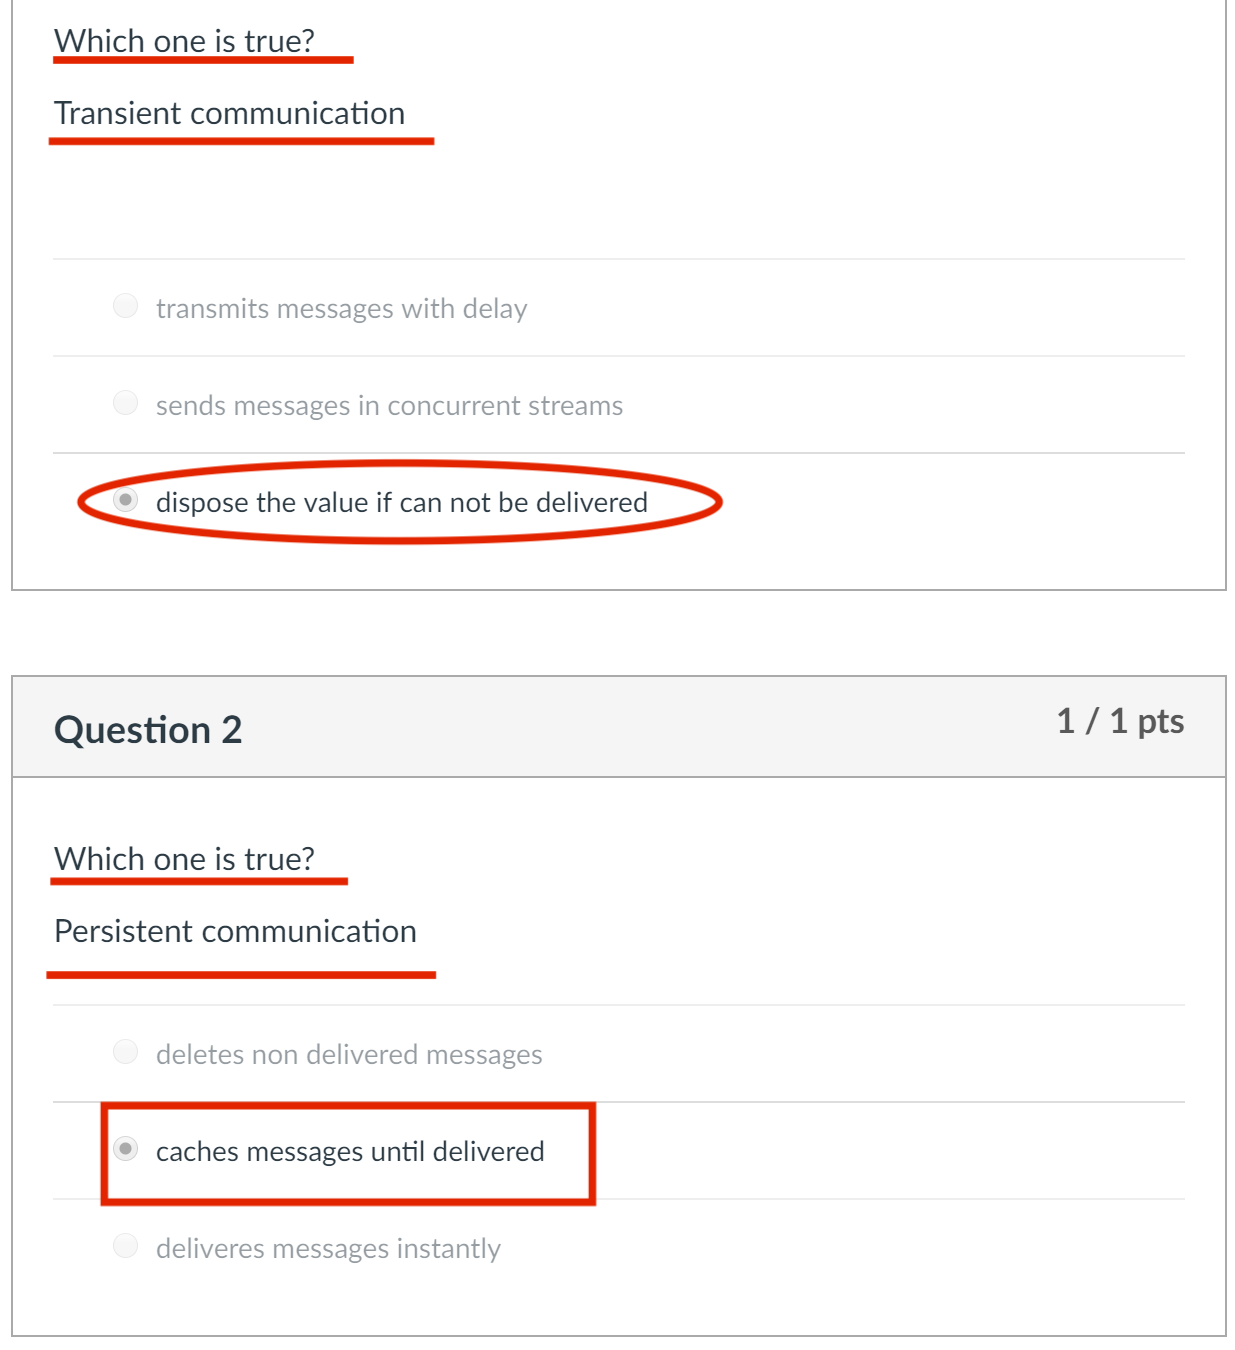 Which one is true?
Transient communication
transmits messages with delay
sends messages in concurrent streams
dispose the value if can not be delivered
Question 2
1 / 1 pts
Which one is true?
Persistent communication
deletes non delivered messages
caches messages until delivered
deliveres messages instantly